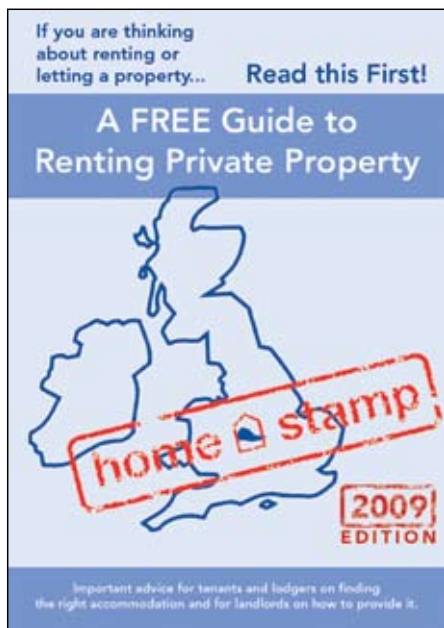 If you are thinking
about renting or
letting a property...
Read this First!
A FREE Guide to
Renting Private Property
home stamp
2009
EDITION
Important advice for tenants and lodgers on finding
the right accommodation and for landlords on how to provide it.